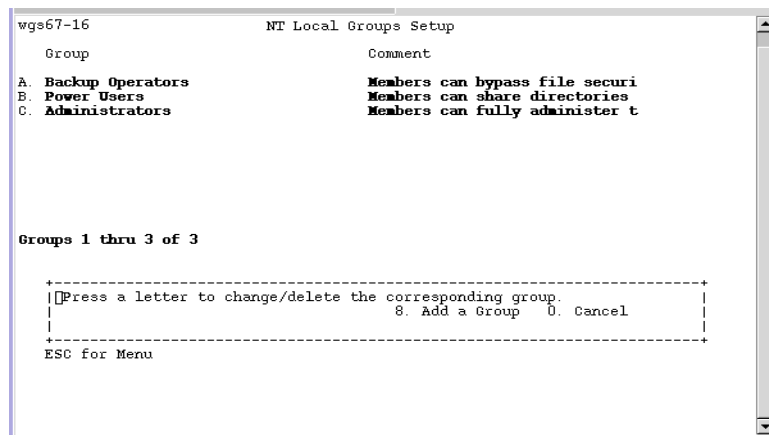 wgs67-16 NT Local Groups Setup
Group Comment
A. Backup Operators Members can bypass file securi
B. Power Users Members can share directories
C. Administrators Members can fully administer t
Groups 1 thru 3 of 3
Press a letter to change/delete the corresponding group.
8. Add a Group 0. Cancel
ESC for Menu